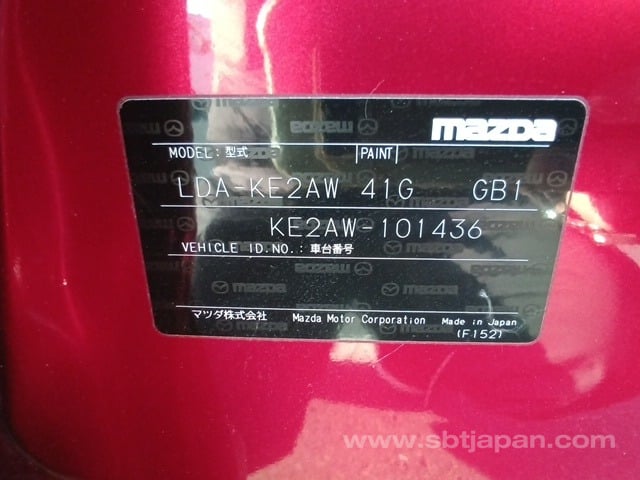 mazda
MODEL: 型式 PAINT
LDA-KE2AW 41G GB1
KE2AW-101436
VEHICLE ID.NO.: 車台番号
マツダ株式会社 Mazda Motor Corporation Made in Japan
(F152)
www.sbtjapan.com